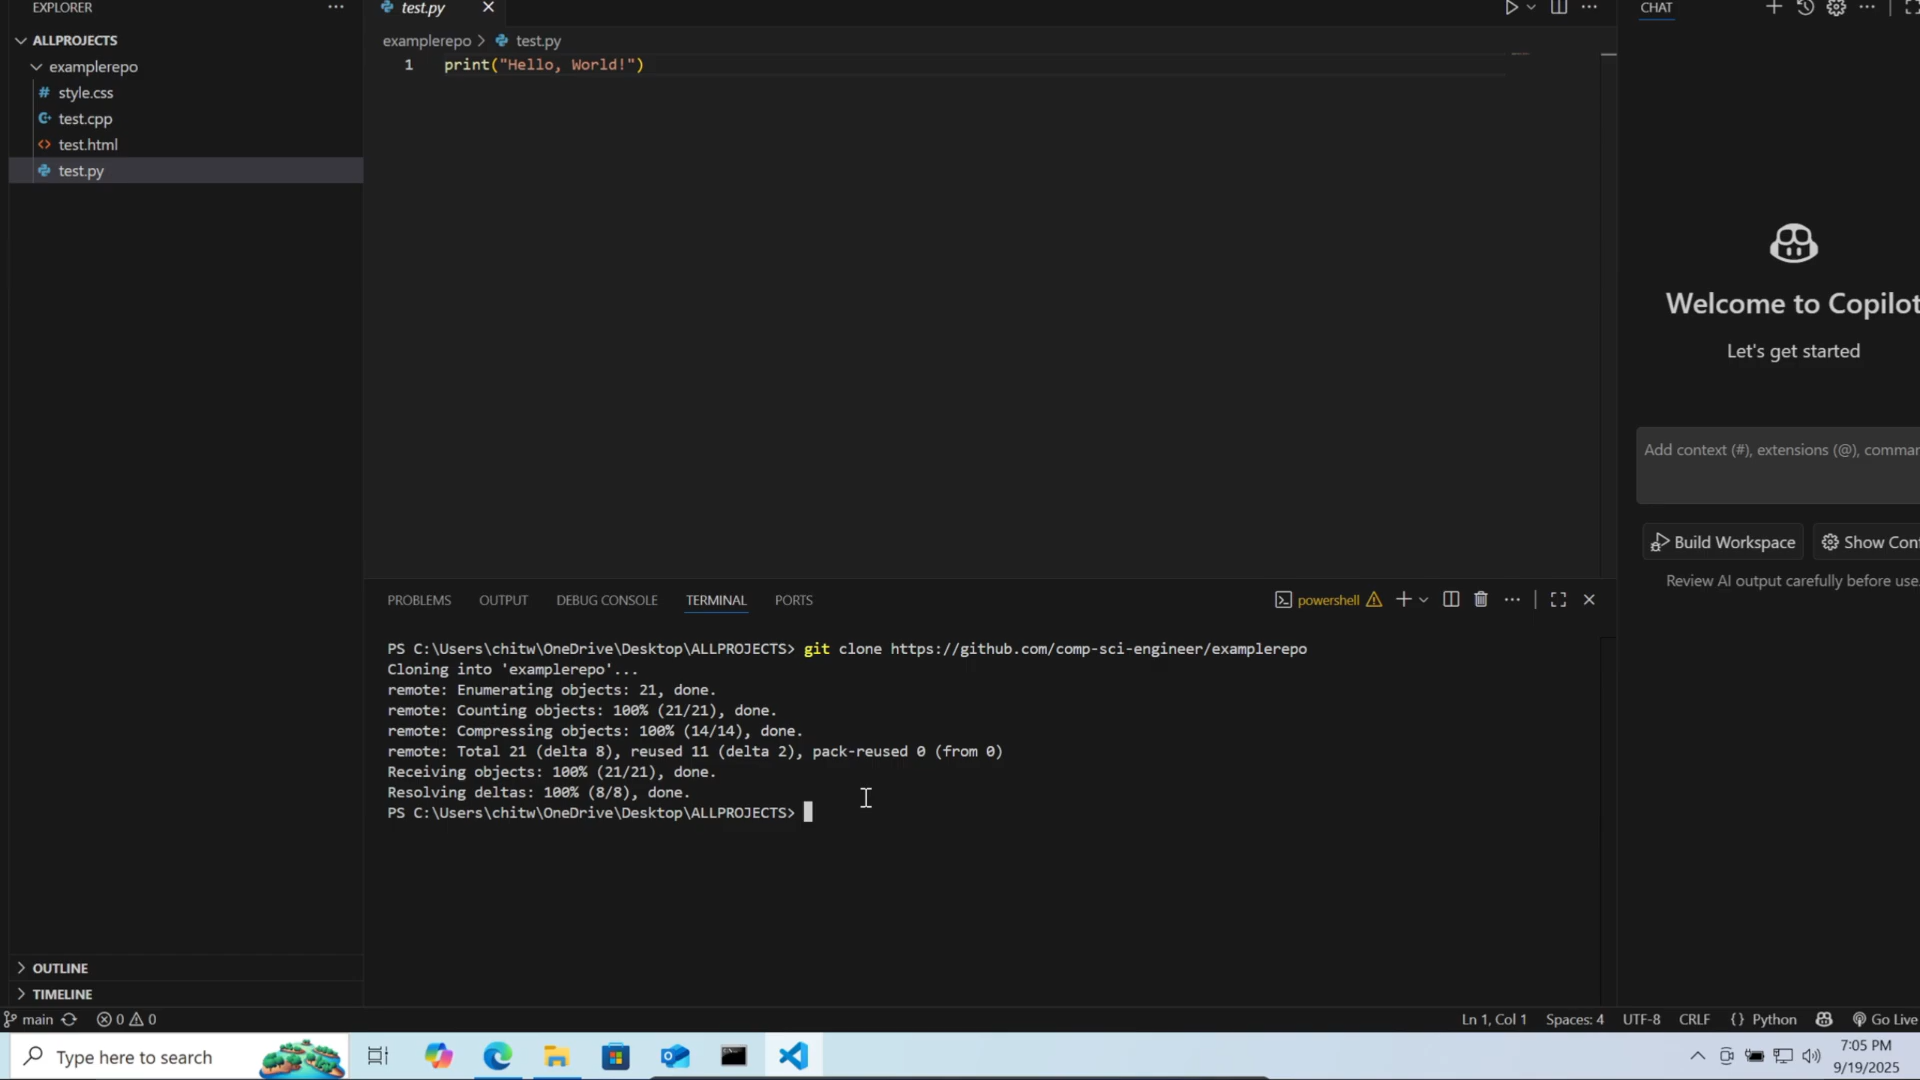 EXPLORER
ALLPROJECTS
examplerepo
# style.css
test.cpp
<> test.html
test.py
OUTLINE
TIMELINE
test.py
examplerepo > test.py
1 print("Hello, World!")
PROBLEMS OUTPUT DEBUG CONSOLE TERMINAL PORTS
powershell
PS C:\Users\chitw\OneDrive\Desktop\ALLPROJECTS> git clone https://github.com/comp-sci-engineer/examplerepo
Cloning into 'examplerepo'...
remote: Enumerating objects: 21, done.
remote: Counting objects: 100% (21/21), done.
remote: Compressing objects: 100% (14/14), done.
remote: Total 21 (delta 8), reused 11 (delta 2), pack-reused 0 (from 0)
Receiving objects: 100% (21/21), done.
Resolving deltas: 100% (8/8), done.
PS C:\Users\chitw\OneDrive\Desktop\ALLPROJECTS>
CHAT
Welcome to Copilot
Let's get started
Add context (#), extensions (@), commar
Build Workspace Show Conf
Review AI output carefully before use.
main 0 0 Ln 1, Col 1 Spaces: 4 UTF-8 CRLF {} Python Go Live
Type here to search
7:05 PM
9/19/2025